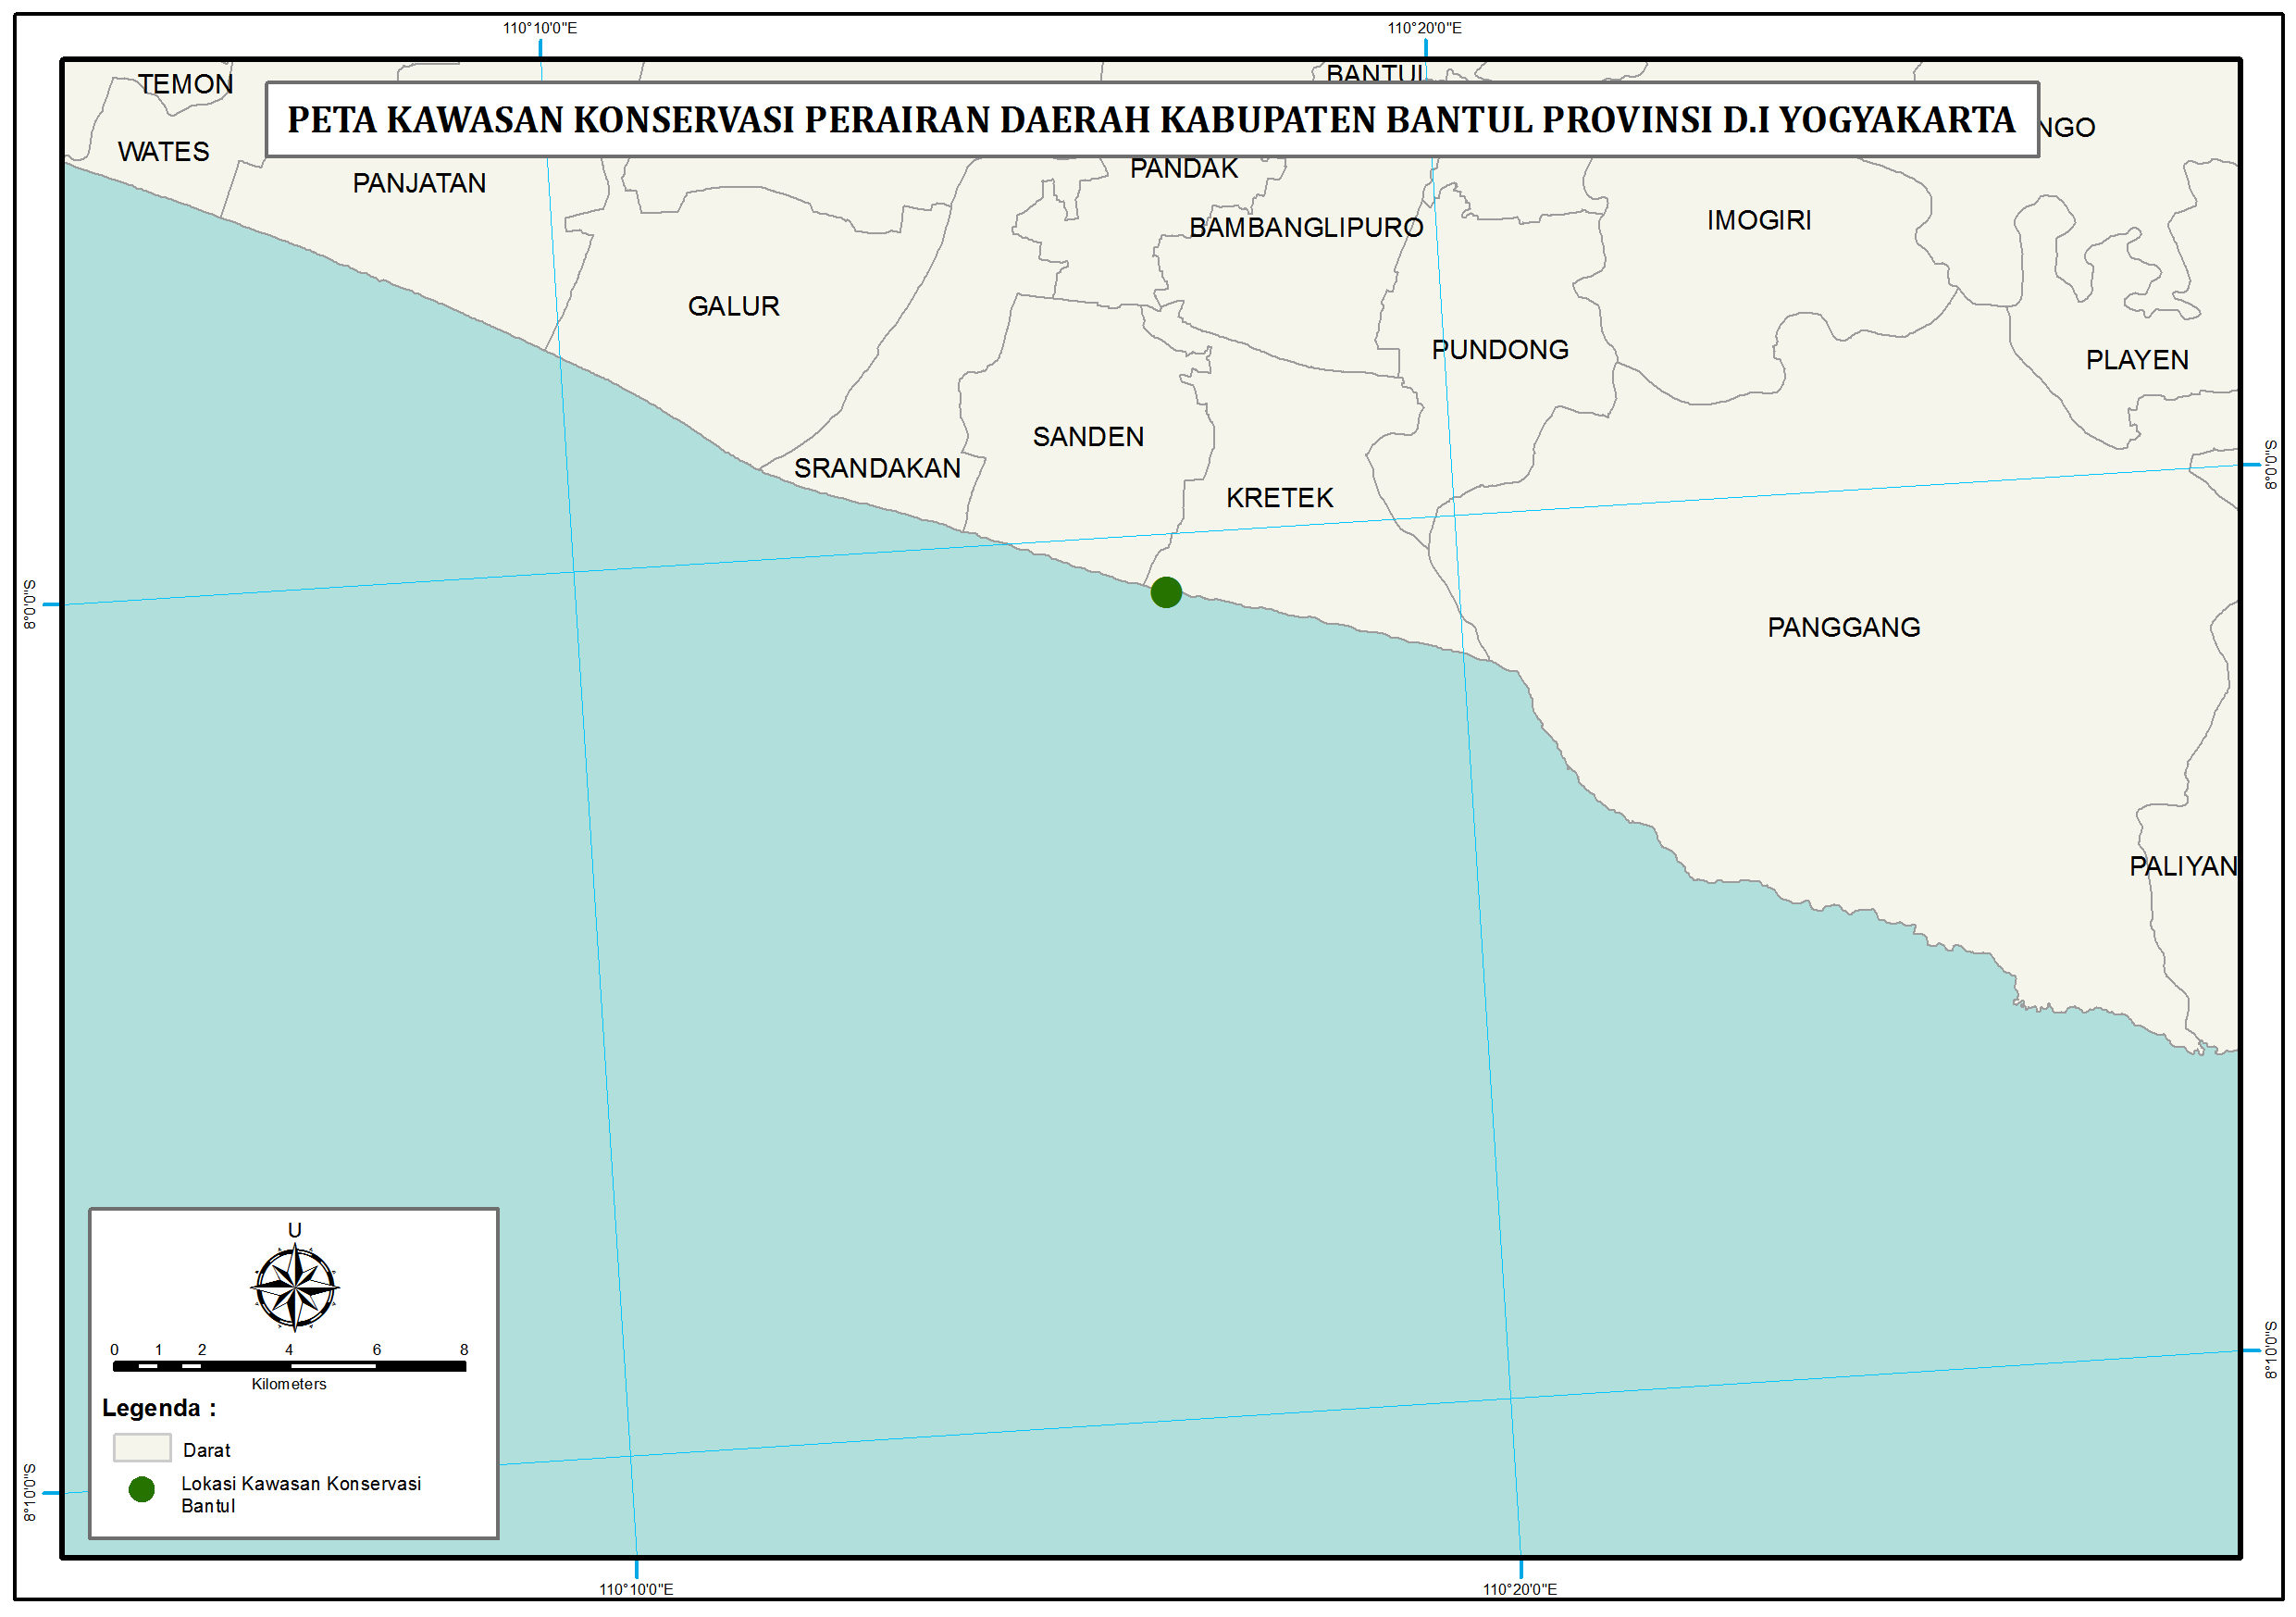 110°10'0"E
110°20'0"E
BANTUL
TEMON
PETA KAWASAN KONSERVASI PERAIRAN DAERAH KABUPATEN BANTUL PROVINSI D.I YOGYAKARTA
NGO
WATES
PANJATAN
PANDAK
BAMBANGLIPURO
IMOGIRI
GALUR
PUNDONG
PLAYEN
SANDEN
SRANDAKAN
KRETEK
8°0'0"S
8°0'0"S
PANGGANG
PALIYAN
U
0 1 2 4 6 8
Kilometers
Legenda :
Darat
Lokasi Kawasan Konservasi
Bantul
8°10'0"S
8°10'0"S
110°10'0"E
110°20'0"E